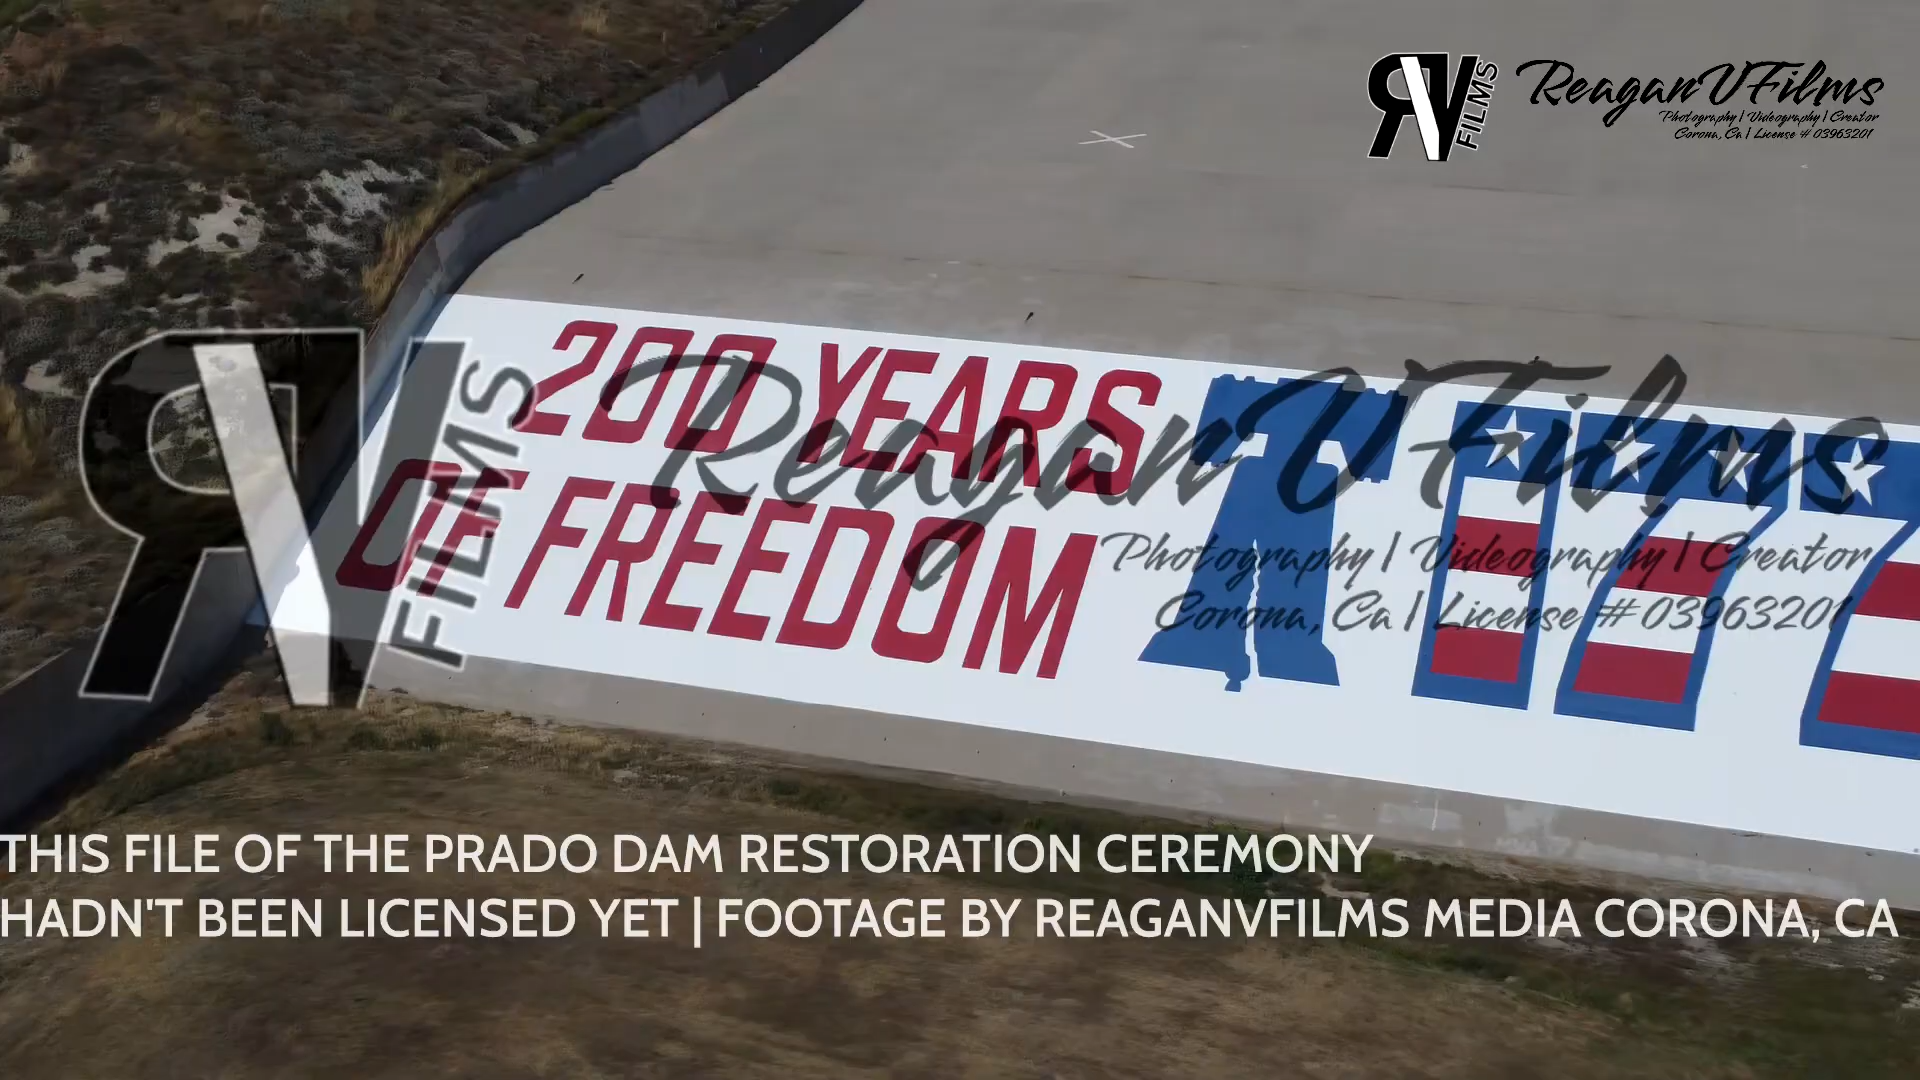 RV FILMS
ReaganVFilms
Photography | Videography | Creator
Corona, Ca | License # 03963201
200 YEARS
OF FREEDOM
177
RV FILMS
ReaganVFilms
Photography | Videography | Creator
Corona, Ca | License # 03963201
THIS FILE OF THE PRADO DAM RESTORATION CEREMONY
HADN'T BEEN LICENSED YET | FOOTAGE BY REAGANVFILMS MEDIA CORONA, CA